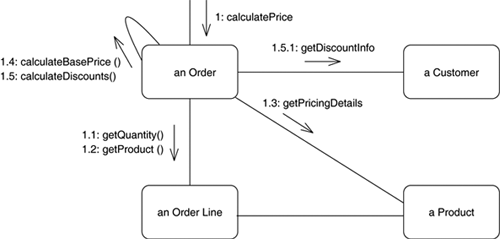 1: calculatePrice
1.4: calculateBasePrice ()
1.5: calculateDiscounts()
1.5.1: getDiscountInfo
an Order
a Customer
1.3: getPricingDetails
1.1: getQuantity()
1.2: getProduct ()
an Order Line
a Product